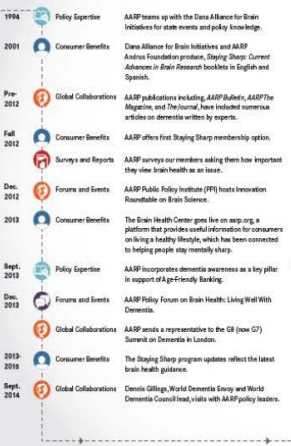 1994 Policy Expertise AARP teams up with the Dana Alliance for Brain
Initiatives for state events and policy knowledge.
2001 Consumer Benefits Dana Alliance for Brain Initiatives and AARP
Andrus Foundation produce, Staying Sharp: Current
Advances in Brain Research booklets in English and
Spanish.
Pre-
2012 Global Collaborations AARP publications including, AARP Bulletin, AARP The
Magazine, and The Journal, have included numerous
articles on dementia written by experts.
Fall
2012 Consumer Benefits AARP offers first Staying Sharp membership option.
Surveys and Reports AARP surveys our members asking them how important
they view brain health as an issue.
Dec.
2012 Forums and Events AARP Public Policy Institute (PPI) hosts Innovation
Roundtable on Brain Science.
2013 Consumer Benefits The Brain Health Center goes live on aarp.org, a
platform that provides useful information for consumers
on living a healthy lifestyle, which has been connected
to helping people stay mentally sharp.
Sept.
2013 Policy Expertise AARP incorporates dementia awareness as a key pillar
in support of Age-Friendly Banking.
Dec.
2013 Forums and Events AARP Policy Forum on Brain Health: Living Well With
Dementia.
Global Collaborations AARP sends a representative to the G8 (now G7)
Summit on Dementia in London.
2013-
2016 Consumer Benefits The Staying Sharp program updates reflect the latest
brain health guidance.
Sept.
2014 Global Collaborations Dennis Gillings, World Dementia Envoy and World
Dementia Council lead, visits with AARP policy leaders.